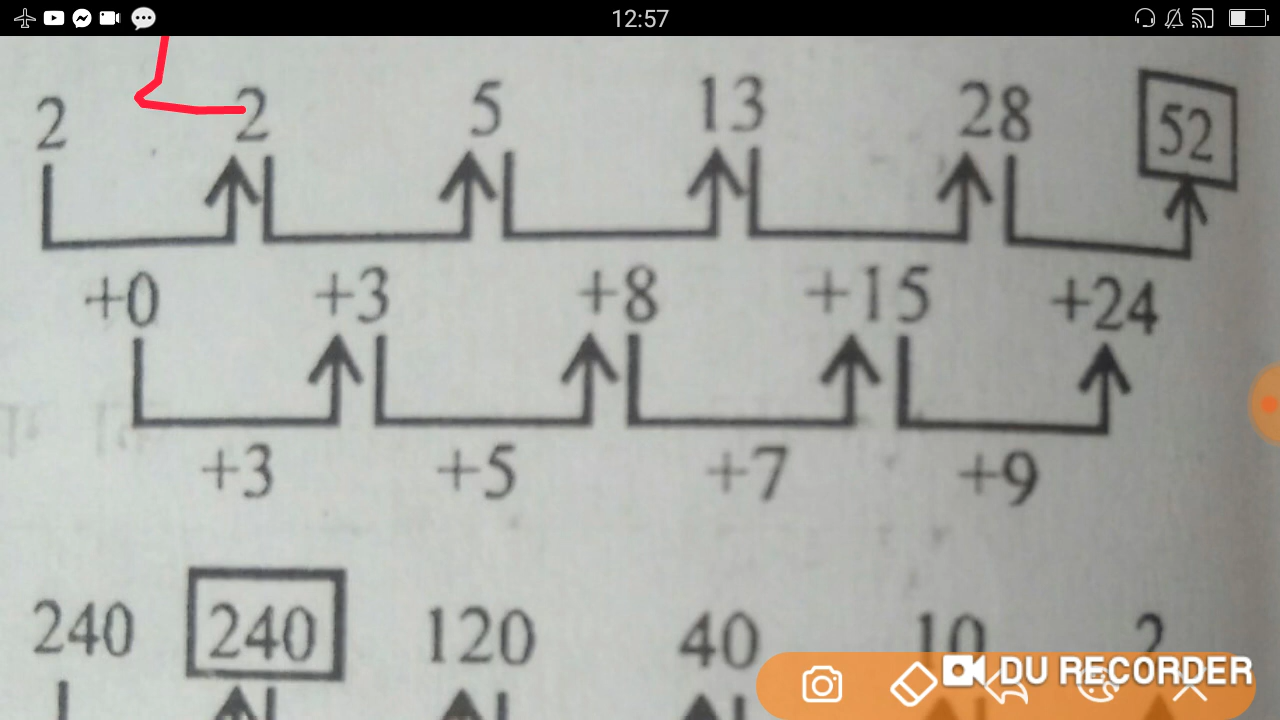 12:57
2 2 5 13 28 52
+0 +3 +8 +15 +24
+3 +5 +7 +9
240 240 120 40 10 2
DU RECORDER